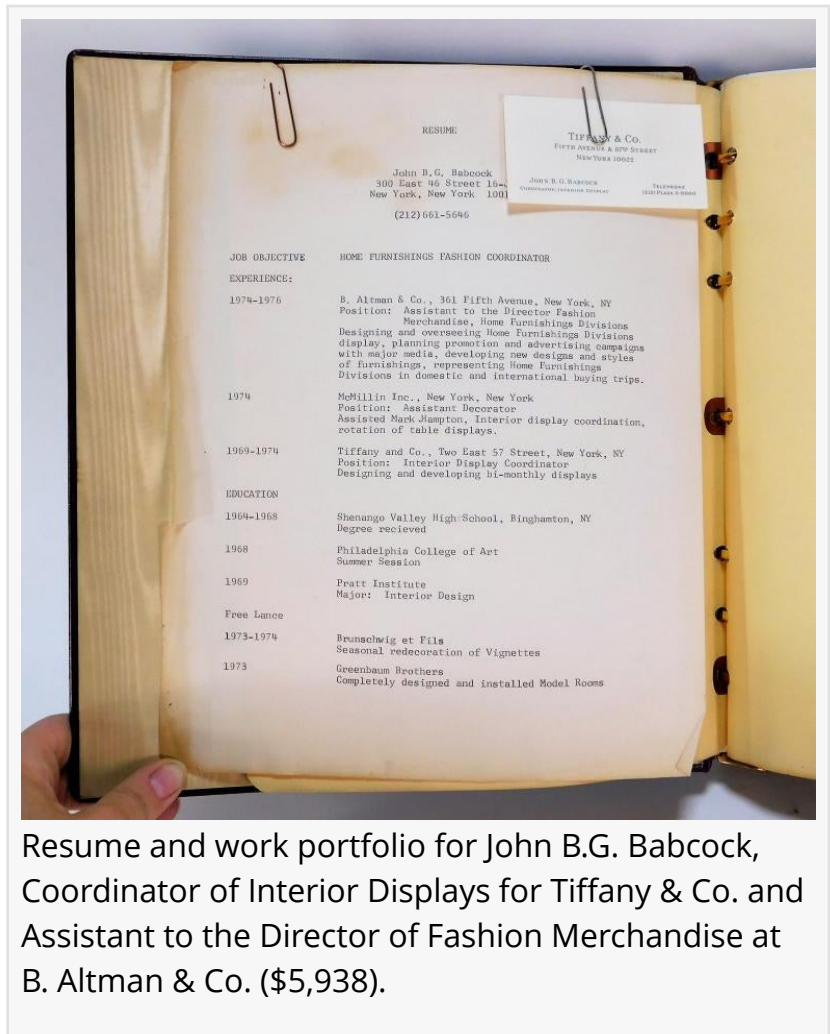 RESUME
TIFFANY & CO.
FIFTH AVENUE & 57TH STREET
NEW YORK 10022
JOHN B. G. BABCOCK
COORDINATOR, INTERIOR DISPLAY
TELEPHONE
John B.G. Babcock
300 East 46 Street 16-
New York, New York 100
(212)661-5646
JOB OBJECTIVE HOME FURNISHINGS FASHION COORDINATOR
EXPERIENCE:
1974-1976 B. Altman & Co., 361 Fifth Avenue, New York, NY
Position: Assistant to the Director Fashion
Merchandise, Home Furnishings Divisions
Designing and overseeing Home Furnishings Divisions
display, planning promotion and advertising campaigns
with major media, developing new designs and styles
of furnishings, representing Home Furnishings
Divisions in domestic and international buying trips.
1974 McMillin Inc., New York, New York
Position: Assistant Decorator
Assisted Mark Hampton, Interior display coordination,
rotation of table displays.
1969-1974 Tiffany and Co., Two East 57 Street, New York, NY
Position: Interior Display Coordinator
Designing and developing bi-monthly displays
EDUCATION
1964-1968 Shenango Valley High School, Binghamton, NY
Degree recieved
1968 Philadelphia College of Art
Summer Session
1969 Pratt Institute
Major: Interior Design
Free Lance
1973-1974 Brunschwig et Fils
Seasonal redecoration of Vignettes
1973 Greenbaum Brothers
Completely designed and installed Model Rooms
Resume and work portfolio for John B.G. Babcock,
Coordinator of Interior Displays for Tiffany & Co. and
Assistant to the Director of Fashion Merchandise at
B. Altman & Co. ($5,938).